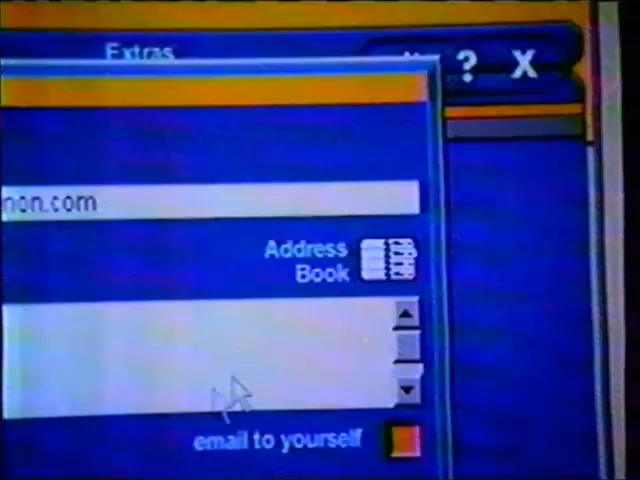 Extras
? X
non.com
Address
Book
email to yourself